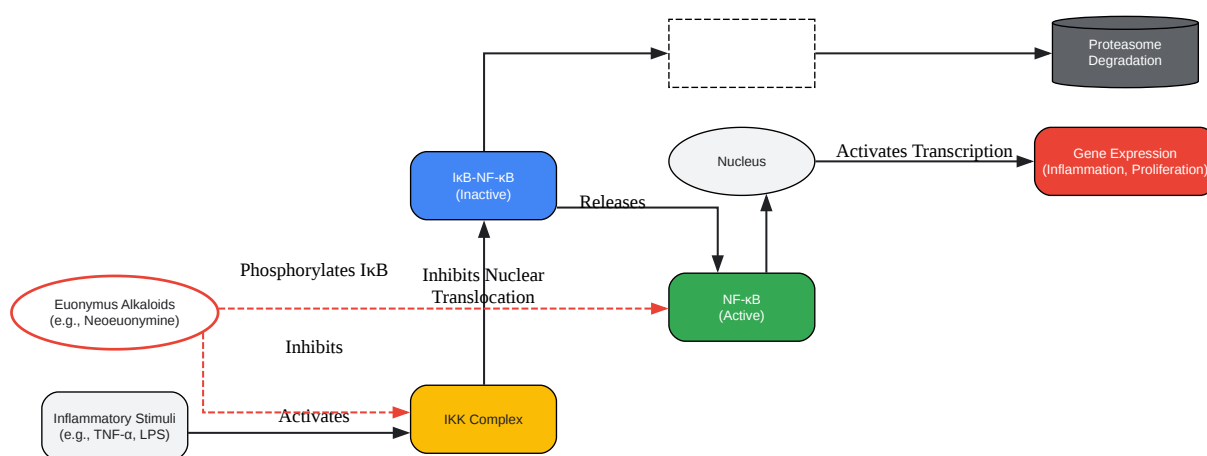 Proteasome
Degradation
Nucleus
Activates Transcription
Gene Expression
(Inflammation, Proliferation)
IκB-NF-κB
(Inactive)
Releases
Phosphorylates IκB
Inhibits Nuclear
Translocation
Euonymus Alkaloids
(e.g., Neoeuonymine)
NF-κB
(Active)
Inhibits
Inflammatory Stimuli
(e.g., TNF-α, LPS)
Activates
IKK Complex